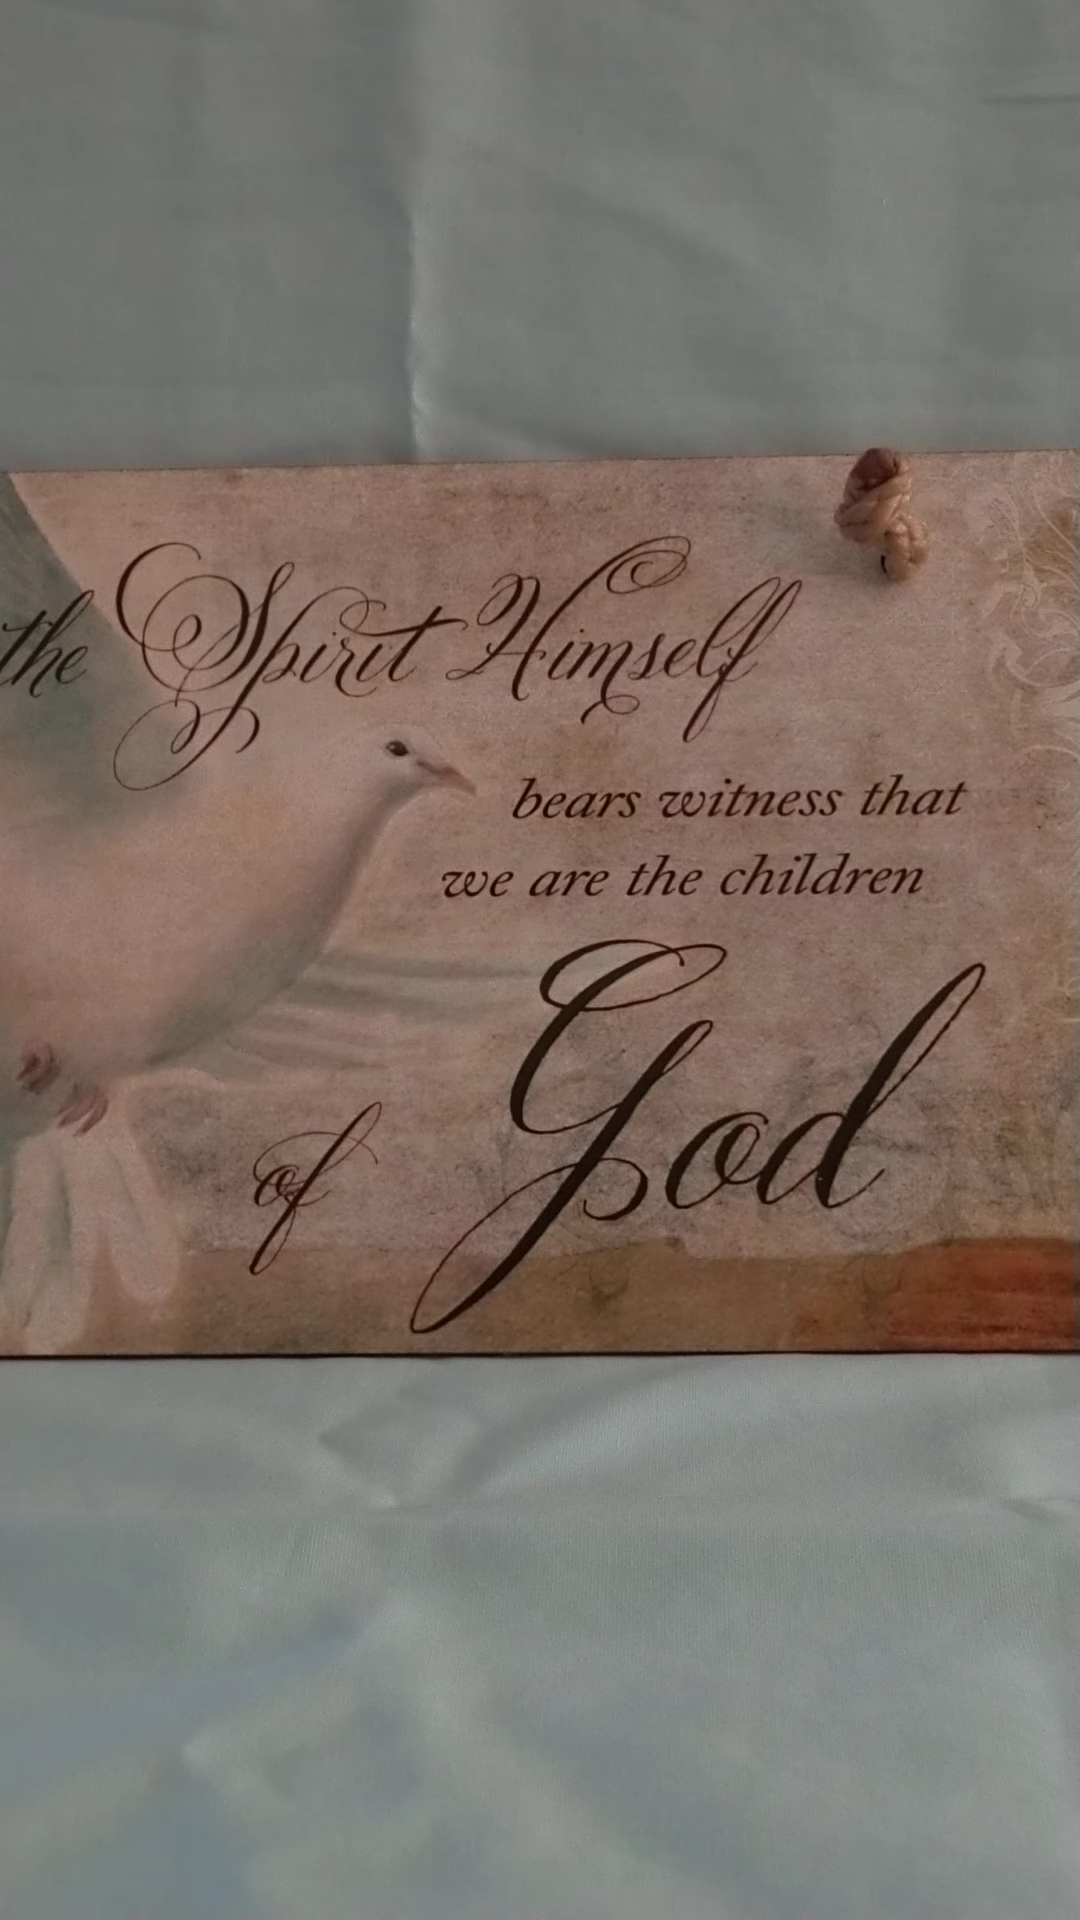 the Spirit Himself
bears witness that
we are the children
of God